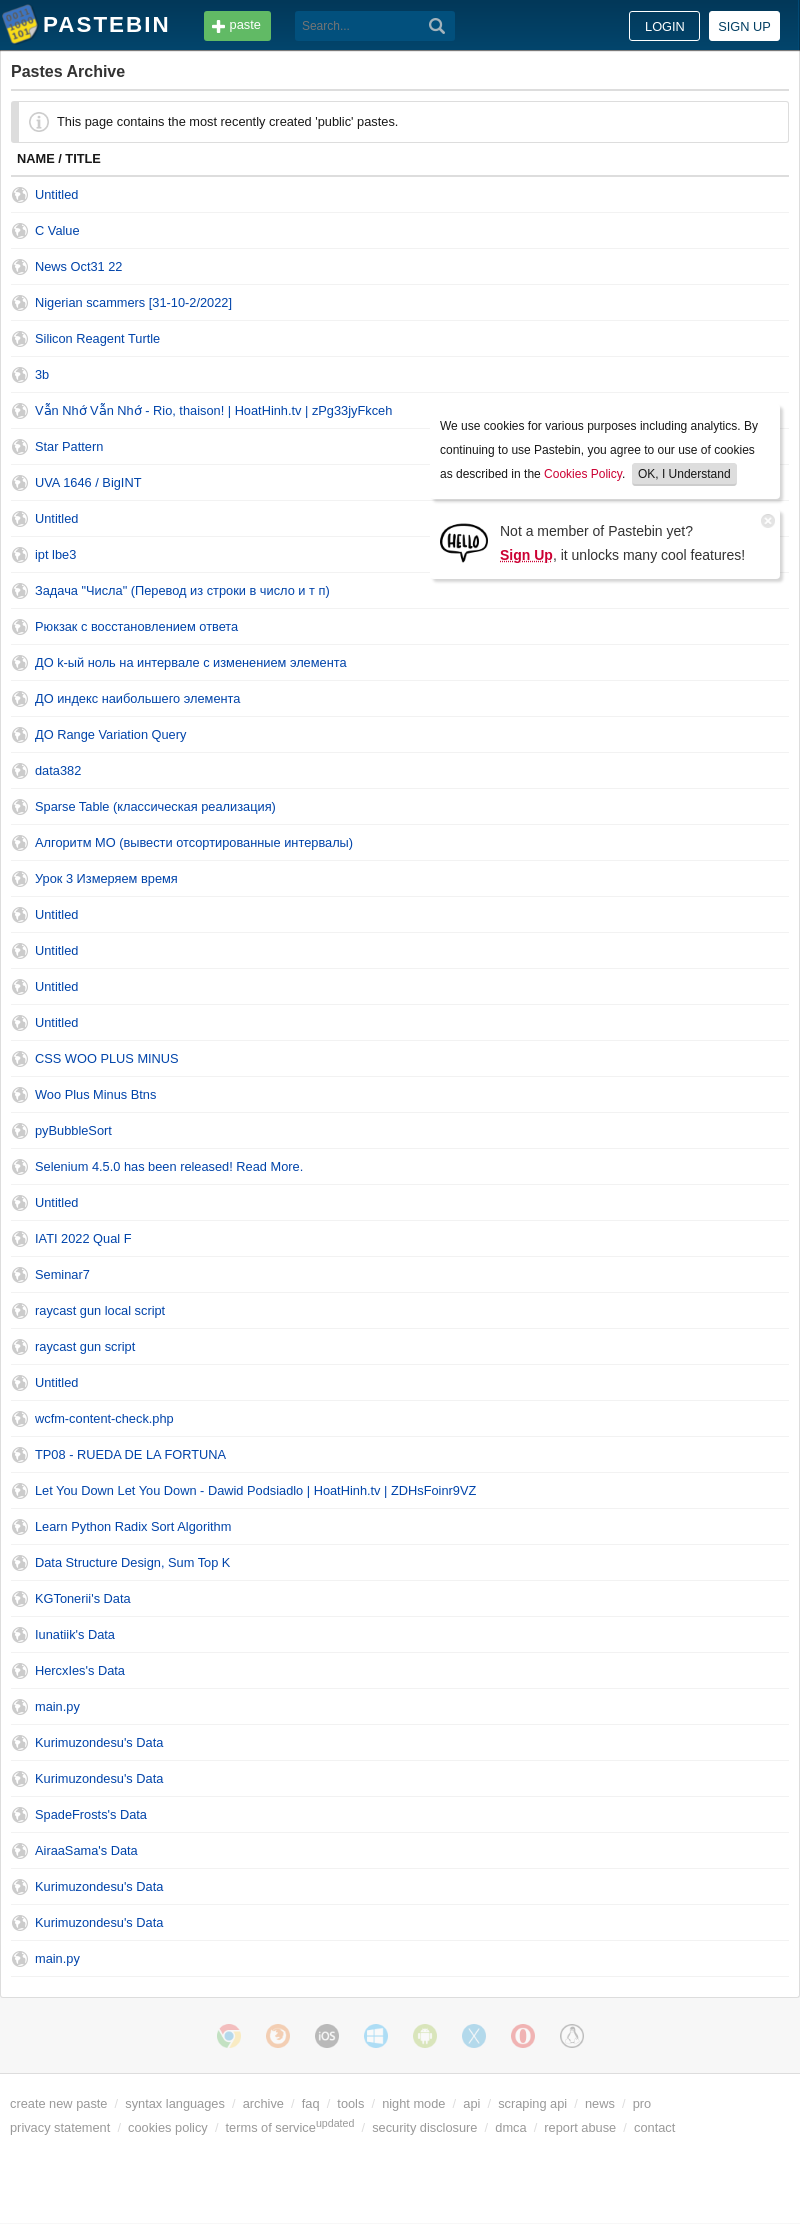 PASTEBIN
paste
Search...
LOGIN
SIGN UP
Pastes Archive
This page contains the most recently created 'public' pastes.
NAME / TITLE
Untitled
C Value
News Oct31 22
Nigerian scammers [31-10-2/2022]
Silicon Reagent Turtle
3b
Vẫn Nhớ Vẫn Nhớ - Rio, thaison! | HoatHinh.tv | zPg33jyFkceh
Star Pattern
UVA 1646 / BigINT
Untitled
ipt lbe3
We use cookies for various purposes including analytics. By
continuing to use Pastebin, you agree to our use of cookies
as described in the Cookies Policy. OK, I Understand
HELLO
Not a member of Pastebin yet?
Sign Up, it unlocks many cool features!
Задача "Числа" (Перевод из строки в число и т п)
Рюкзак с восстановлением ответа
ДО k-ый ноль на интервале с изменением элемента
ДО индекс наибольшего элемента
ДО Range Variation Query
data382
Sparse Table (классическая реализация)
Алгоритм МО (вывести отсортированные интервалы)
Урок 3 Измеряем время
Untitled
Untitled
Untitled
Untitled
CSS WOO PLUS MINUS
Woo Plus Minus Btns
pyBubbleSort
Selenium 4.5.0 has been released! Read More.
Untitled
IATI 2022 Qual F
Seminar7
raycast gun local script
raycast gun script
Untitled
wcfm-content-check.php
TP08 - RUEDA DE LA FORTUNA
Let You Down Let You Down - Dawid Podsiadlo | HoatHinh.tv | ZDHsFoinr9VZ
Learn Python Radix Sort Algorithm
Data Structure Design, Sum Top K
KGTonerii's Data
Iunatiik's Data
HercxIes's Data
main.py
Kurimuzondesu's Data
Kurimuzondesu's Data
SpadeFrosts's Data
AiraaSama's Data
Kurimuzondesu's Data
Kurimuzondesu's Data
main.py
iOS
create new paste / syntax languages / archive / faq / tools / night mode / api / scraping api / news / pro
privacy statement / cookies policy / terms of service updated / security disclosure / dmca / report abuse / contact